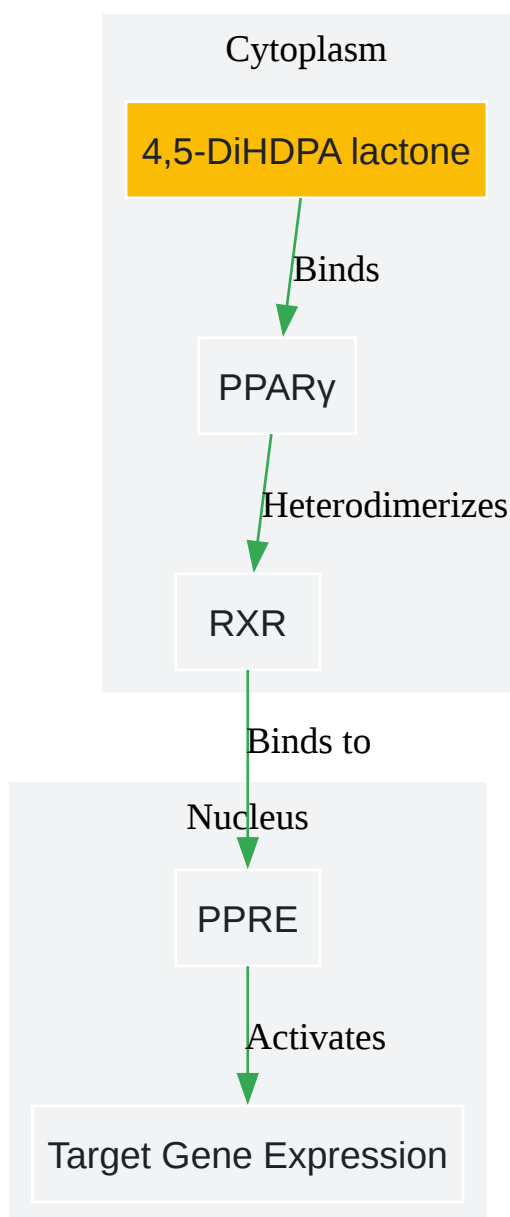 Cytoplasm
4,5-DiHDPA lactone
Binds
PPARγ
Heterodimerizes
RXR
Binds to
Nucleus
PPRE
Activates
Target Gene Expression